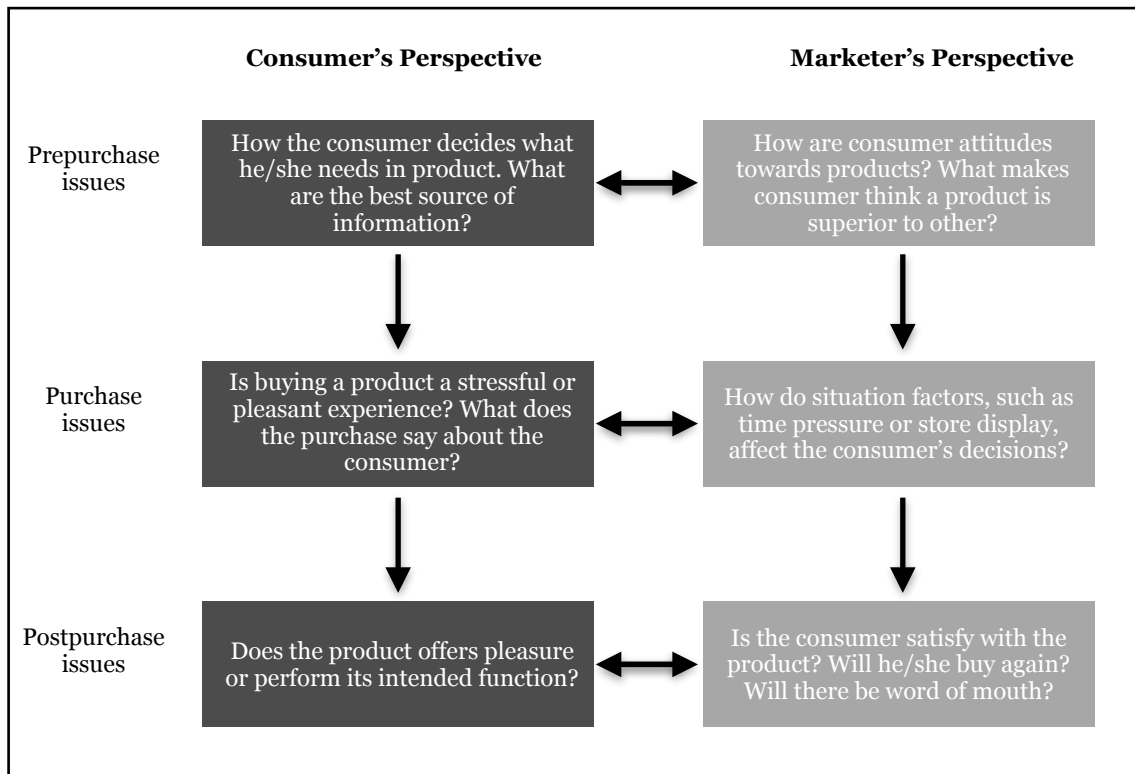 Consumer’s Perspective
Marketer’s Perspective
Prepurchase
issues
How the consumer decides what
he/she needs in product. What
are the best source of
information?
How are consumer attitudes
towards products? What makes
consumer think a product is
superior to other?
Purchase
issues
Is buying a product a stressful or
pleasant experience? What does
the purchase say about the
consumer?
How do situation factors, such as
time pressure or store display,
affect the consumer’s decisions?
Postpurchase
issues
Does the product offers pleasure
or perform its intended function?
Is the consumer satisfy with the
product? Will he/she buy again?
Will there be word of mouth?